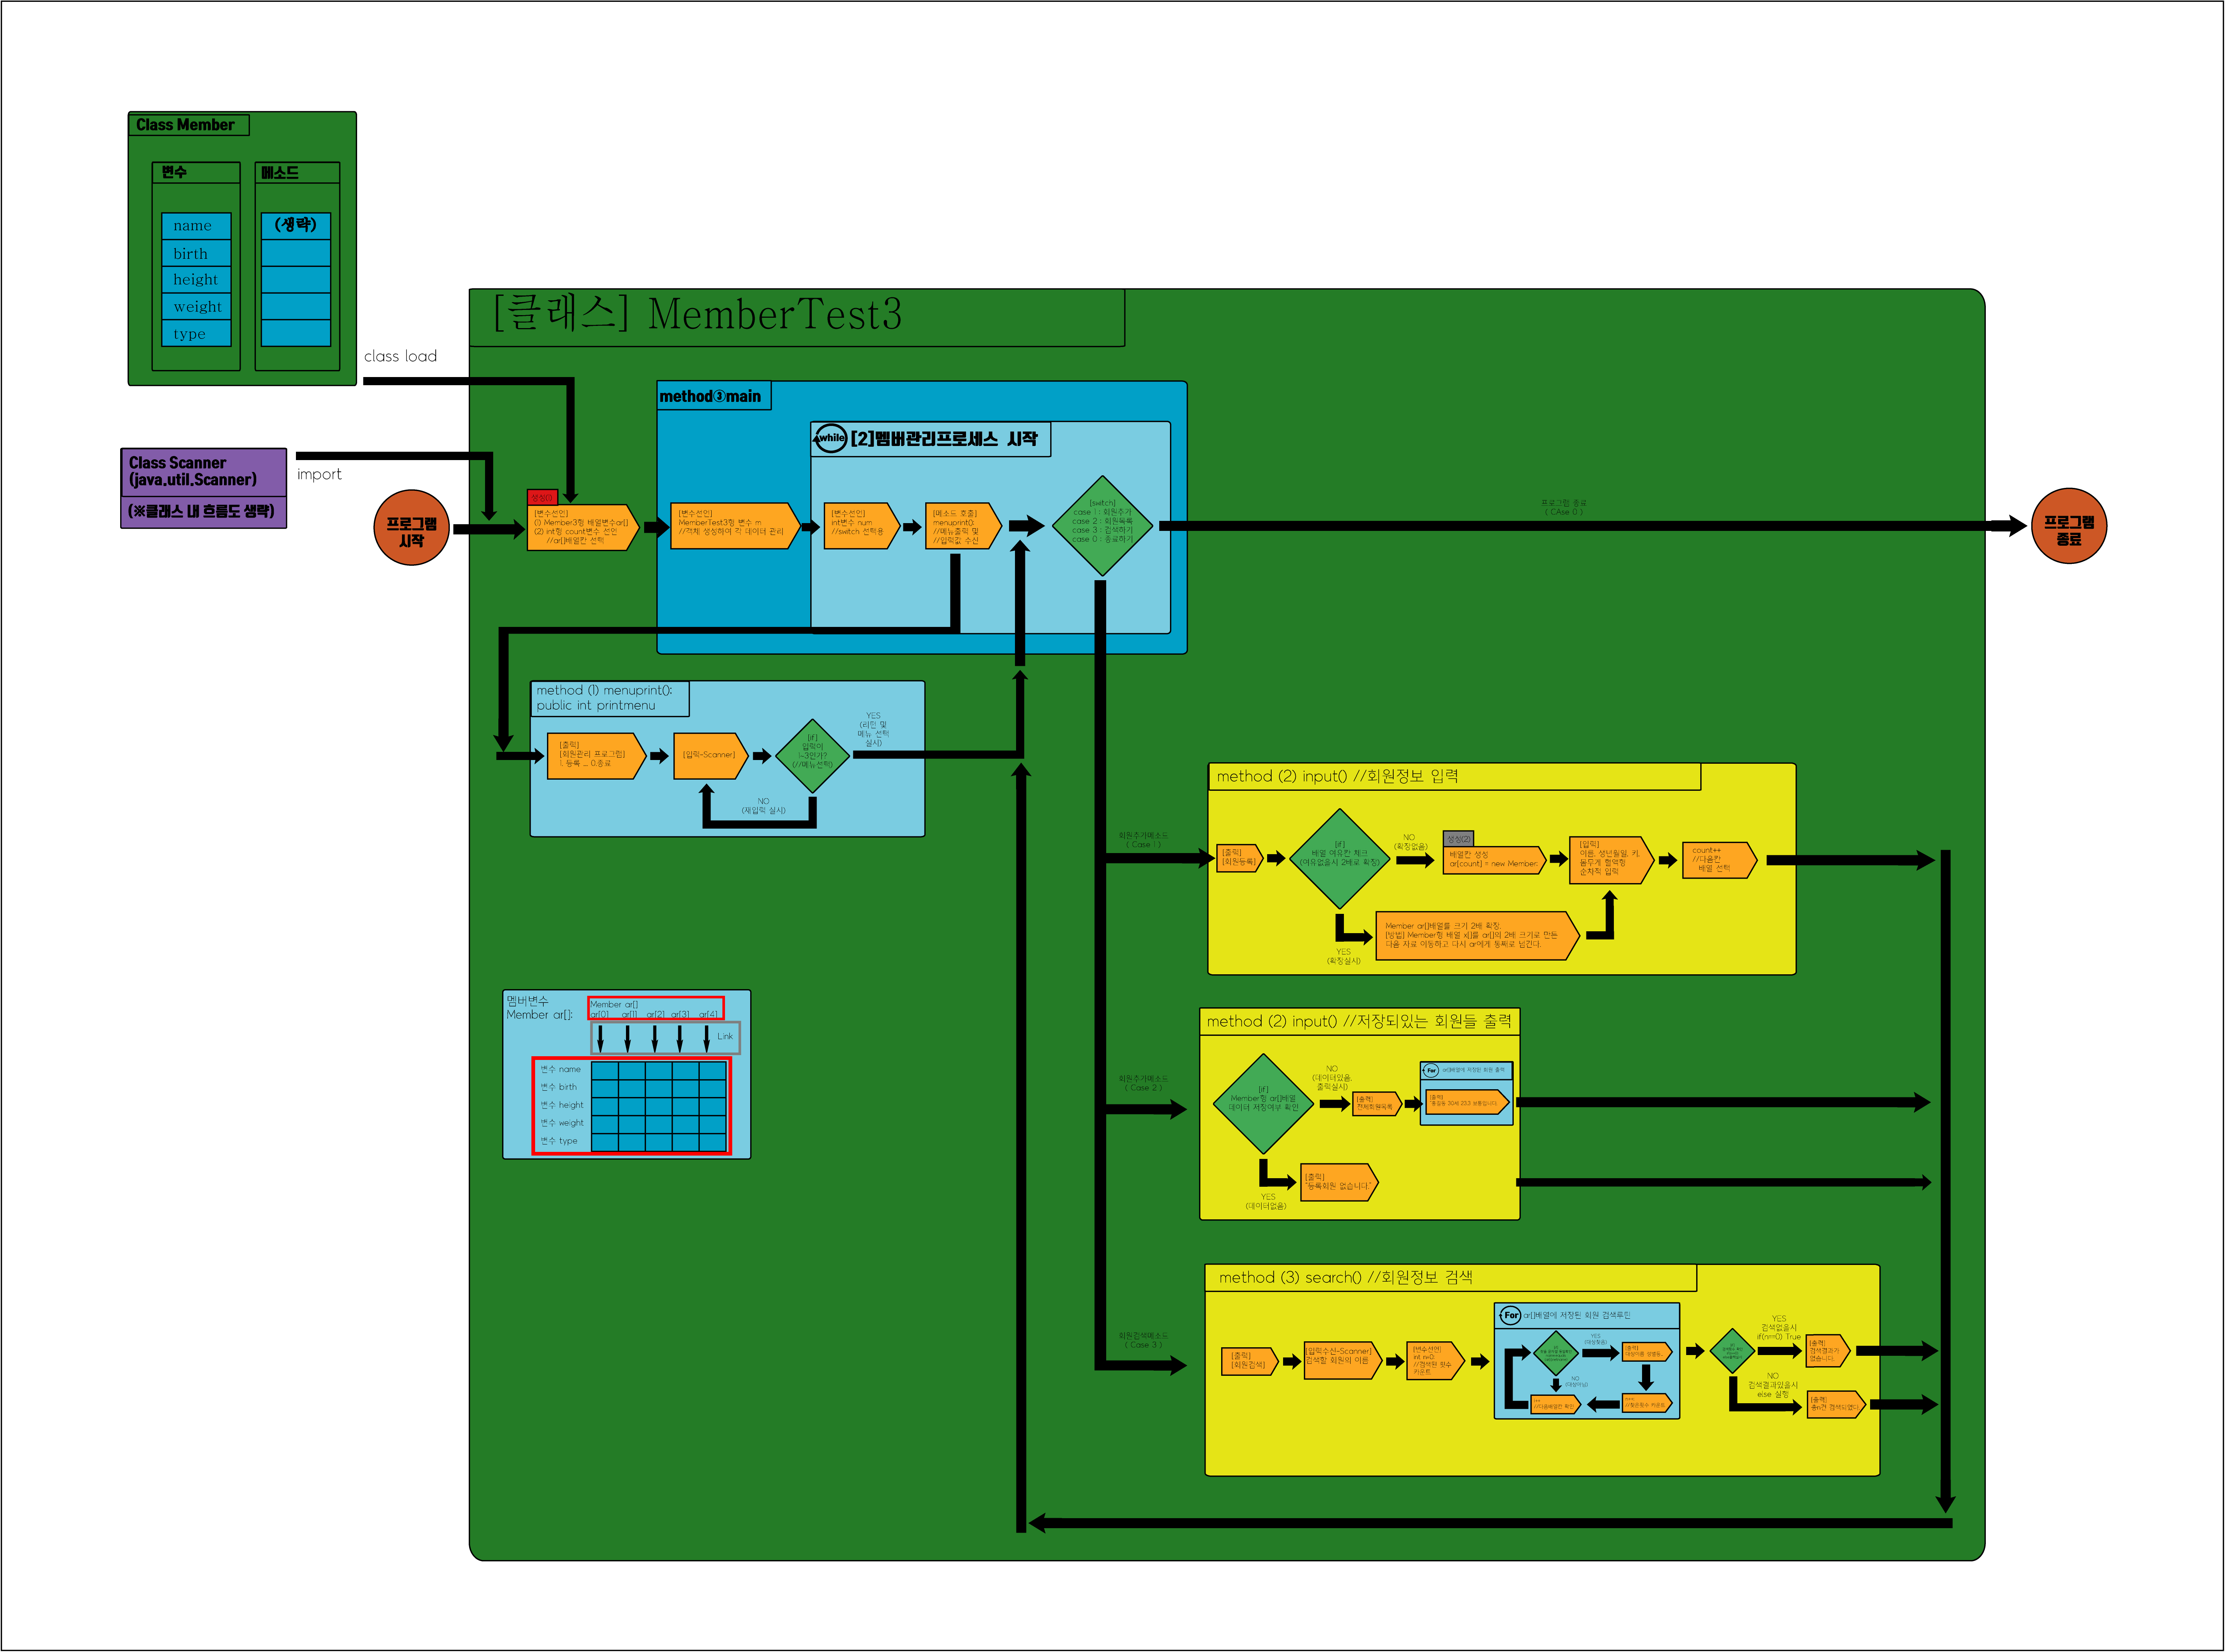 Class Member
변수
메소드
name
birth
height
weight
type
(생략)
class load
Class Scanner
(java.util.Scanner)
(※클래스 내 흐름도 생략)
import
프로그램
시작
[클래스] MemberTest3
생성(1)
[변수선언]
(1) Member3형 배열변수ar[]
(2) int형 count변수 선언
//ar[]배열칸 선택
method③main
[변수선언]
MemberTest3형 변수 m
//객체 생성하여 각 데이터 관리
while
[2]멤버관리프로세스 시작
[변수선언]
int변수 num
//switch 선택용
[메소드 호출]
menuprint();
//메뉴출력 및
//입력값 수신
[switch]
case 1 : 회원추가
case 2 : 회원목록
case 3 : 검색하기
case 0 : 종료하기
프로그램 종료
( CAse 0 )
프로그램
종료
method (1) menuprint();
public int printmenu
[출력]
[회원관리 프로그램]
1. 등록 ... 0.종료
[입력-Scanner]
[if]
입력이
1~3인가?
(//메뉴선택)
YES
(리턴 및
메뉴 선택
실시)
NO
(재입력 실시)
회원추가메소드
( Case 1 )
method (2) input() //회원정보 입력
[출력]
[회원등록]
[if]
배열 여유칸 체크
(여유없을시 2배로 확장)
NO
(확장없음)
생성(2)
배열칸 생성
ar[count] = new Member;
[입력]
이름, 생년월일, 키,
몸무게 혈액형
순차적 입력
count++
//다음칸
배열 선택
YES
(확장실시)
Member ar[]배열를 크기 2배 확장.
[방법] Member형 배열 x[]를 ar[]의 2배 크기로 만든
다음 자료 이동하고 다시 ar에게 통째로 넘긴다.
멤버변수
Member ar[];
Member ar[]
ar[0] ar[1] ar[2] ar[3] ar[4]
Link
변수 name
변수 birth
변수 height
변수 weight
변수 type
회원추가메소드
( Case 2 )
method (2) input() //저장되있는 회원들 출력
[if]
Member형 ar[]배열
데이터 저장여부 확인
NO
(데이터있음,
출력실시)
[출력]
전체회원목록
For
ar[]배열에 저장된 회원 출력
[출력]
YES
(데이터없음)
[출력]
"등록회원 없습니다."
회원검색메소드
( Case 3 )
method (3) search() //회원정보 검색
[출력]
[회원검색]
[입력수신-Scanner]
검색할 회원의 이름
[변수선언]
int n=0;
//검색된 횟수
카운트
For
ar[]배열에 저장된 회원 검색루틴
YES
(대상찾음)
[출력]
NO
(대상아님)
//다음배열칸 확인
//찾은횟수 카운트
YES
검색없을시
if(n==0) True
[출력]
검색결과가
없습니다.
NO
검색결과있을시
else 실행
[출력]
총n건 검색되었다